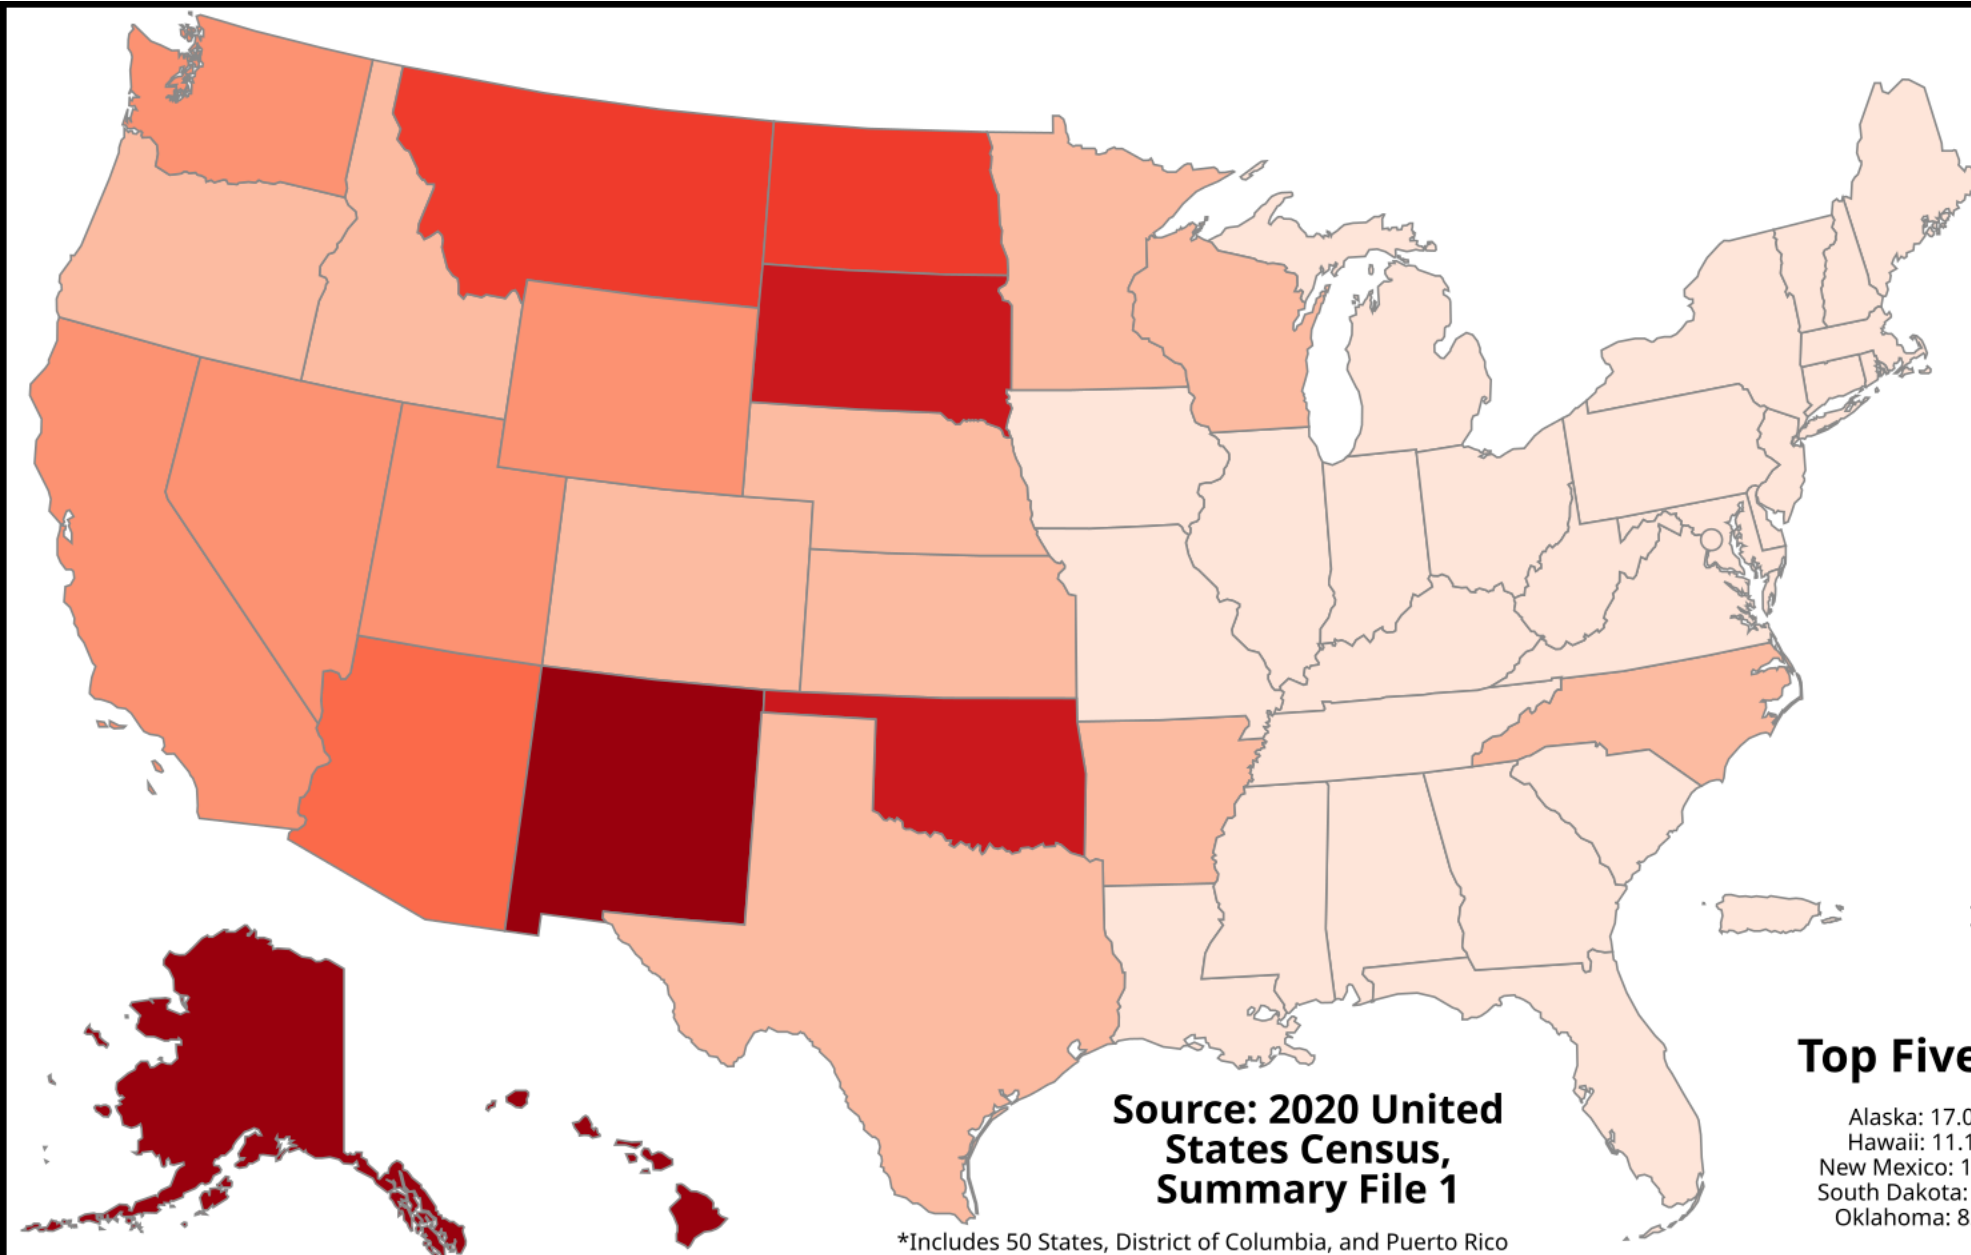 Source: 2020 United
States Census,
Summary File 1
*Includes 50 States, District of Columbia, and Puerto Rico
Top Five
Alaska: 17.0
Hawaii: 11.1
New Mexico: 1
South Dakota:
Oklahoma: 8